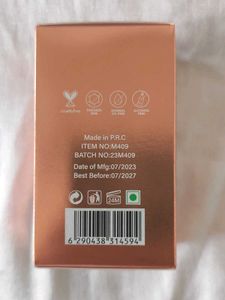 Made in P.R.C
ITEM NO:M409
BATCH NO:23M409
Date of Mfg:07/2023
Best Before:07/2027
24M
6 290438 314594